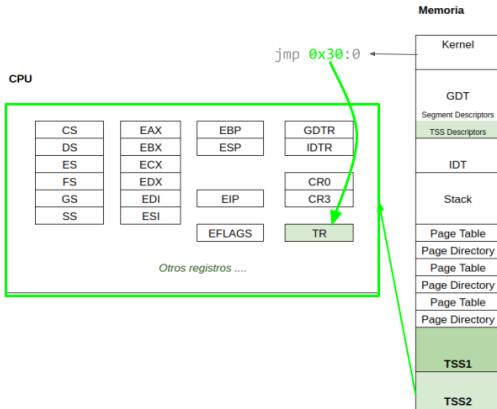 Memoria
Kernel
jmp 0x30:0
CPU
GDT
Segment Descriptors
TSS Descriptors
CS EAX EBP GDTR
DS EBX ESP IDTR
ES ECX
FS EDX CR0
GS EDI EIP CR3
SS ESI
EFLAGS TR
Otros registros ....
IDT
Stack
Page Table
Page Directory
Page Table
Page Directory
Page Table
Page Directory
TSS1
TSS2